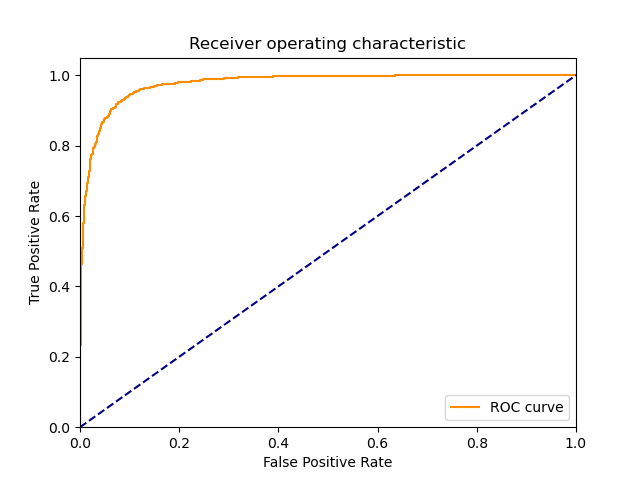 Receiver operating characteristic
1.0
0.8
0.6
0.4
0.2
0.0
True Positive Rate
0.0 0.2 0.4 0.6 0.8 1.0
False Positive Rate
ROC curve